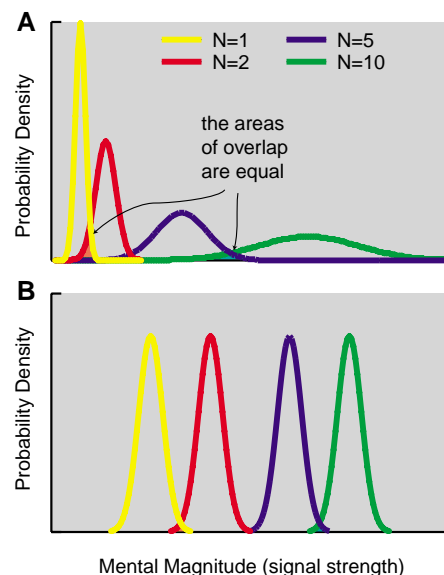 A
N=1
N=5
N=2
N=10
the areas
of overlap
are equal
Probability Density
B
Probability Density
Mental Magnitude (signal strength)